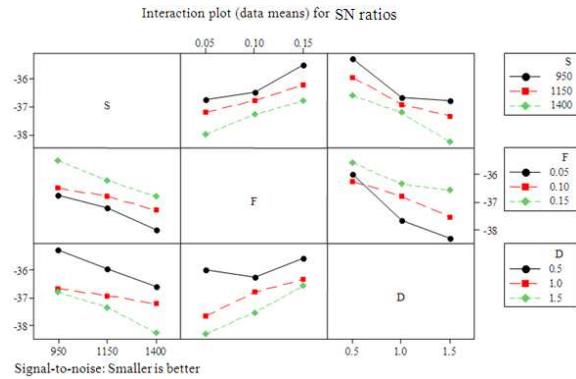 Interaction plot (data means) for SN ratios
0.05 0.10 0.15
S
950
1150
1400
-36
-37
-38
S
F
0.05
0.10
0.15
F
-36
-37
-38
D
0.5
1.0
1.5
-36
-37
-38
D
950 1150 1400
0.5 1.0 1.5
Signal-to-noise: Smaller is better